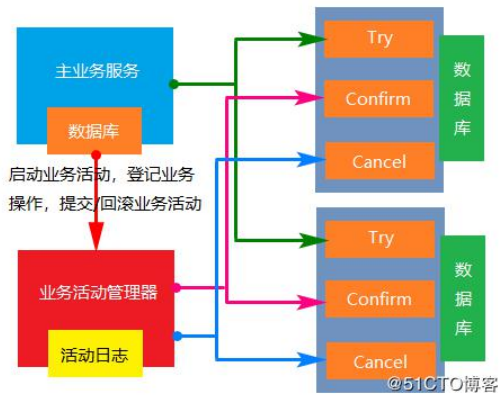 主业务服务
数据库
启动业务活动，登记业务
操作，提交/回滚业务活动
业务活动管理器
活动日志
Try
Confirm
Cancel
数
据
库
Try
Confirm
Cancel
数
据
库
@51CTO博客